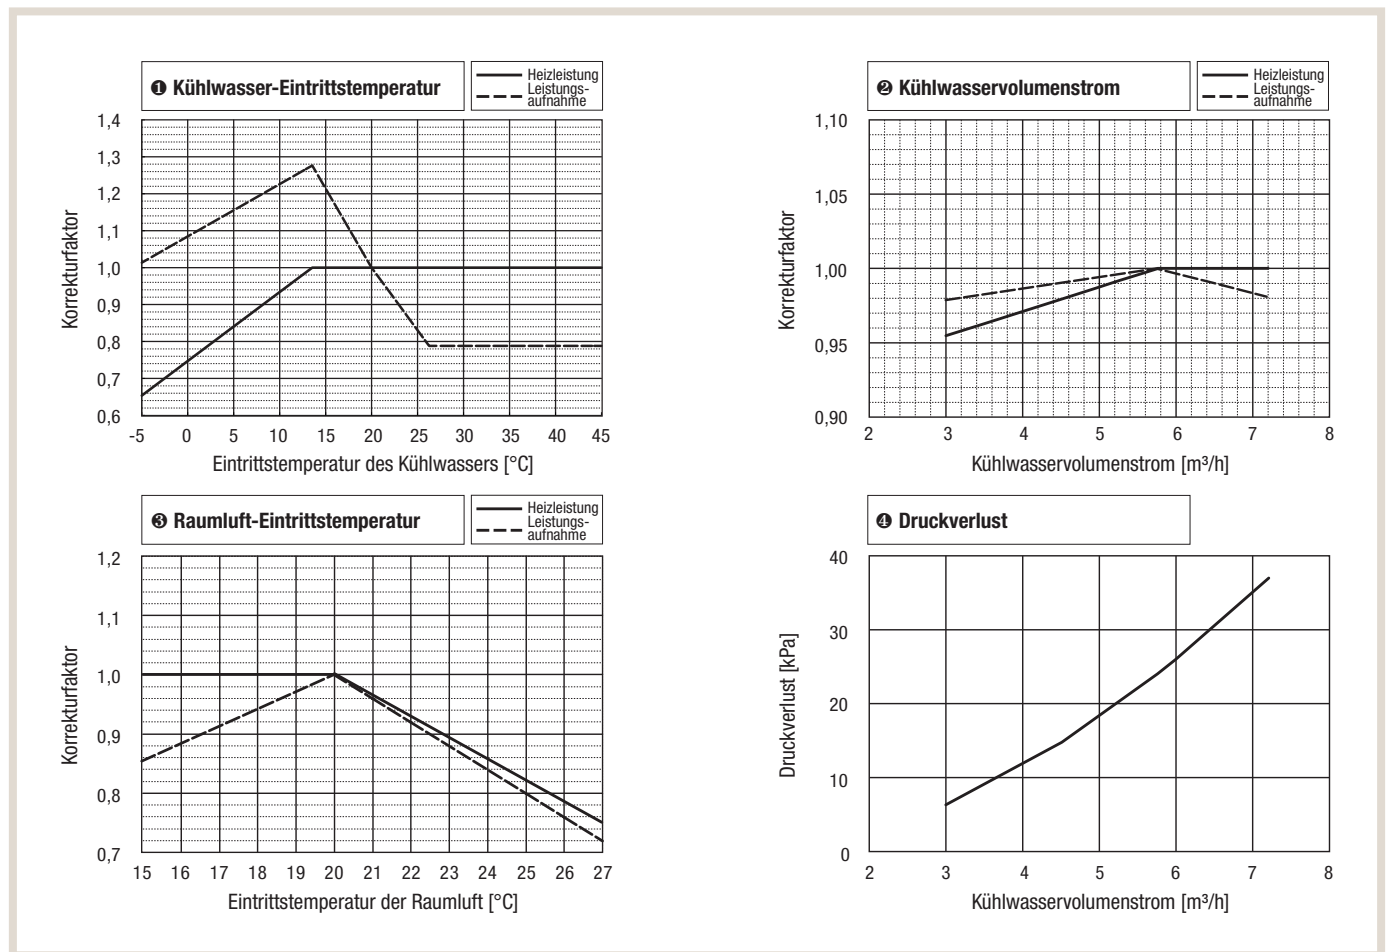 ❶ Kühlwasser-Eintrittstemperatur
Heizleistung
Leistungs-
aufnahme
1,4
1,3
1,2
1,1
1,0
0,9
0,8
0,7
0,6
Korrekturfaktor
-5 0 5 10 15 20 25 30 35 40 45
Eintrittstemperatur des Kühlwassers [°C]
❷ Kühlwasservolumenstrom
Heizleistung
Leistungs-
aufnahme
1,10
1,05
1,00
0,95
0,90
Korrekturfaktor
2 3 4 5 6 7 8
Kühlwasservolumenstrom [m³/h]
❸ Raumluft-Eintrittstemperatur
Heizleistung
Leistungs-
aufnahme
1,2
1,1
1,0
0,9
0,8
0,7
Korrekturfaktor
15 16 17 18 19 20 21 22 23 24 25 26 27
Eintrittstemperatur der Raumluft [°C]
❹ Druckverlust
40
30
20
10
0
Druckverlust [kPa]
2 3 4 5 6 7 8
Kühlwasservolumenstrom [m³/h]